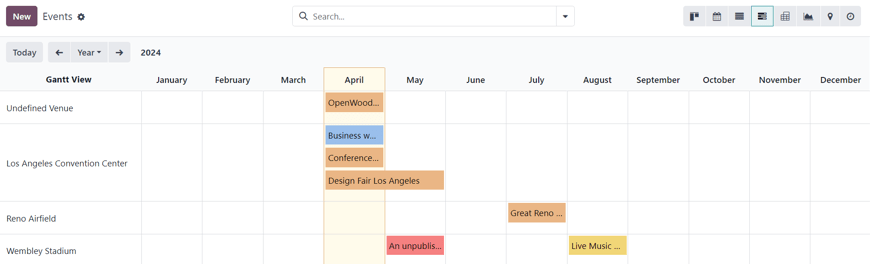 New Events Search...
Today Year 2024
Gantt View January February March April May June July August September October November December
Undefined Venue OpenWood...
Business w...
Los Angeles Convention Center Conference...
Design Fair Los Angeles
Reno Airfield Great Reno ...
Wembley Stadium An unpublis... Live Music ...